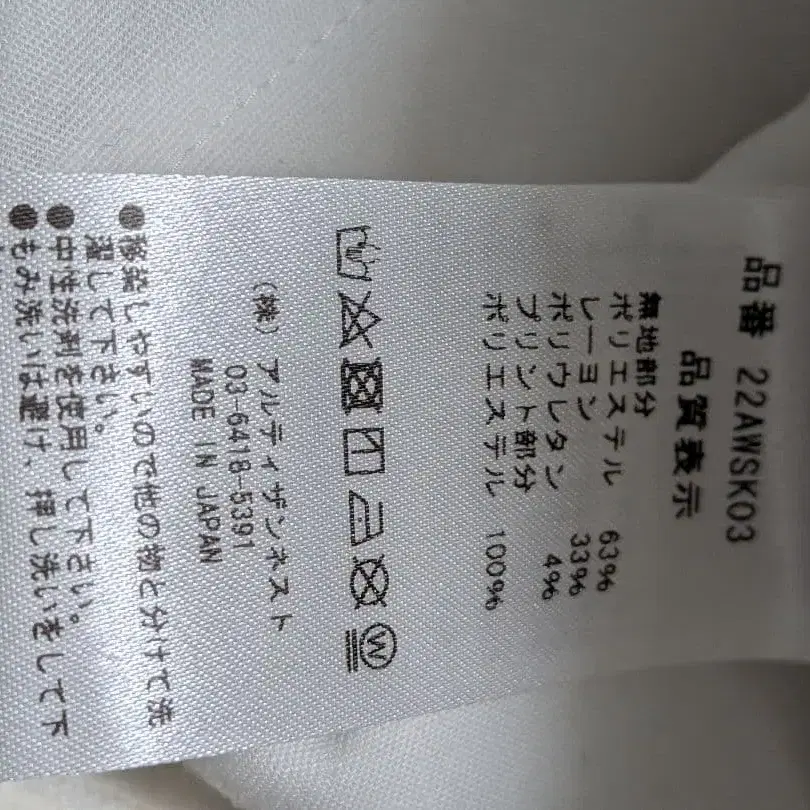 品番 22AWSK03
品質表示
無地部分
ポリエステル 63%
レーヨン 33%
ポリウレタン 4%
プリント部分
ポリエステル 100%
W
(株) アルティザンネスト
03-6418-5391
MADE IN JAPAN
●移染しやすいので他の物と分けて洗
濯して下さい。
●中性洗剤を使用して下さい。
●もみ洗いは避け、押し洗いをして下